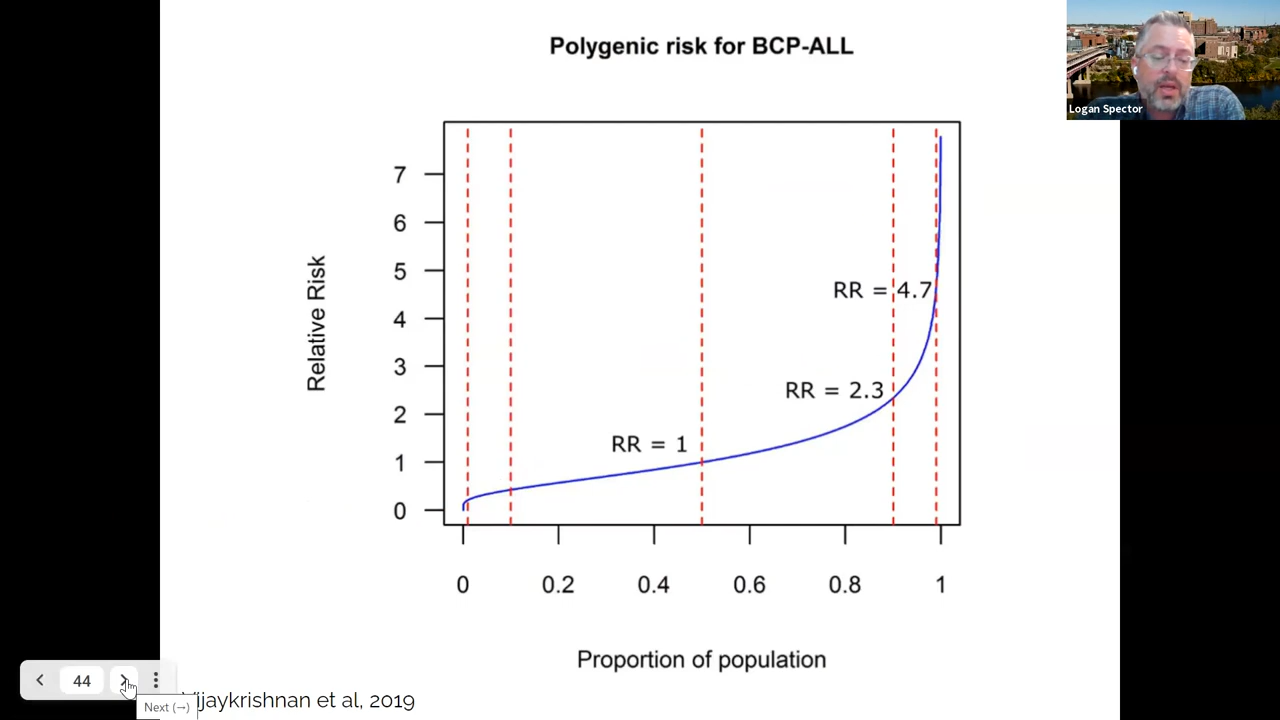 Polygenic risk for BCP-ALL
Logan Spector
Relative Risk
7
6
5
4
3
2
1
0
RR = 4.7
RR = 2.3
RR = 1
0 0.2 0.4 0.6 0.8 1
Proportion of population
44
Next (→)
Vijaykrishnan et al, 2019